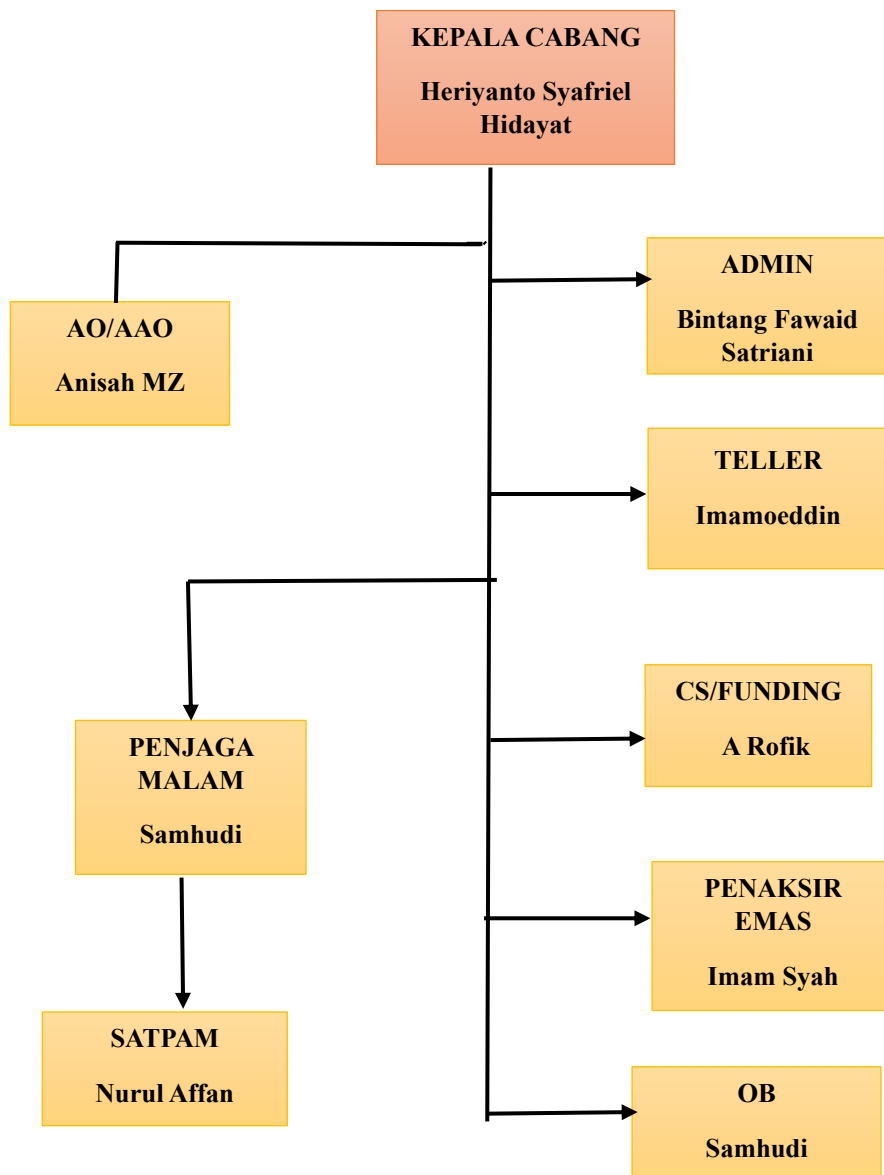 KEPALA CABANG
Heriyanto Syafriel
Hidayat
ADMIN
Bintang Fawaid
Satriani
AO/AAO
Anisah MZ
TELLER
Imamoeddin
CS/FUNDING
A Rofik
PENJAGA
MALAM
Samhudi
PENAKSIR
EMAS
Imam Syah
SATPAM
Nurul Affan
OB
Samhudi